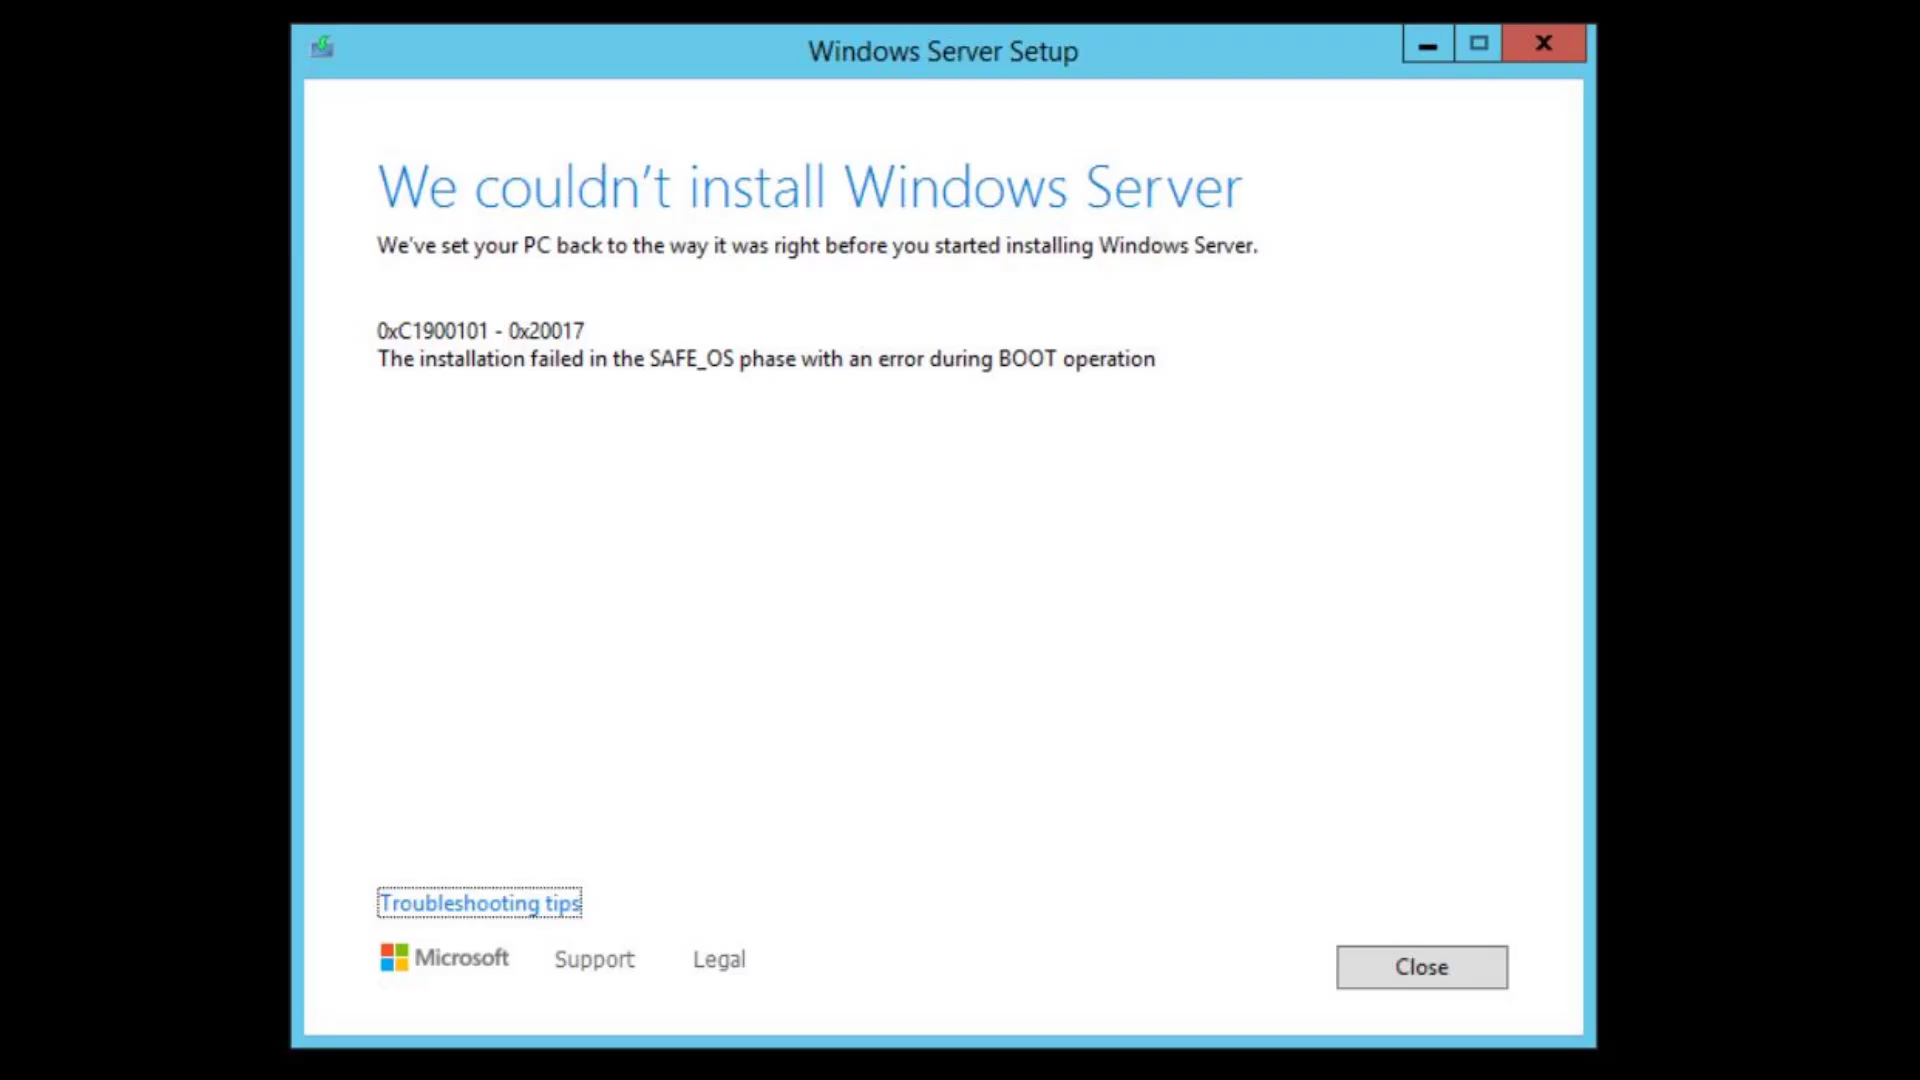 Windows Server Setup
We couldn't install Windows Server
We've set your PC back to the way it was right before you started installing Windows Server.
0xC1900101 - 0x20017
The installation failed in the SAFE_OS phase with an error during BOOT operation
Troubleshooting tips
Microsoft Support Legal
Close